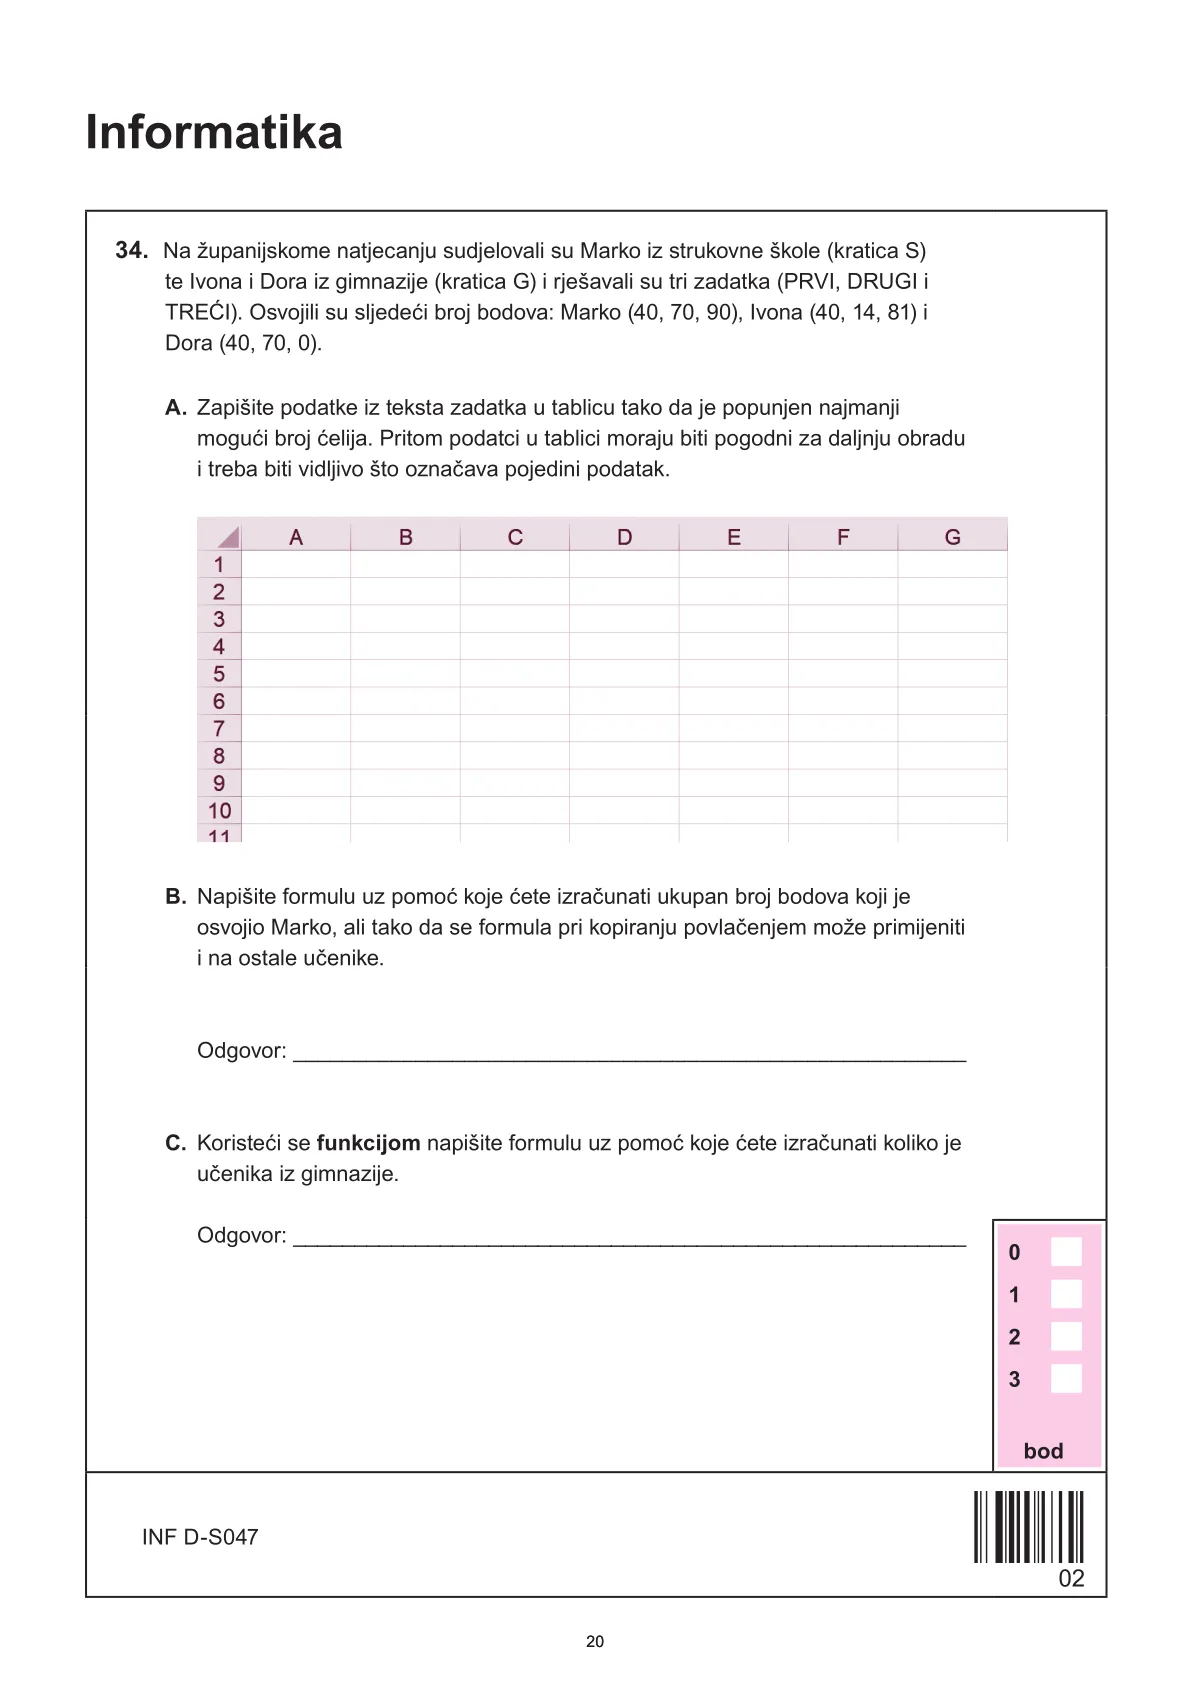 Informatika
34. Na županijskome natjecanju sudjelovali su Marko iz strukovne škole (kratica S)
te Ivona i Dora iz gimnazije (kratica G) i rješavali su tri zadatka (PRVI, DRUGI i
TREĆI). Osvojili su sljedeći broj bodova: Marko (40, 70, 90), Ivona (40, 14, 81) i
Dora (40, 70, 0).
A. Zapišite podatke iz teksta zadatka u tablicu tako da je popunjen najmanji
mogući broj ćelija. Pritom podatci u tablici moraju biti pogodni za daljnju obradu
i treba biti vidljivo što označava pojedini podatak.
A B C D E F G
1
2
3
4
5
6
7
8
9
10
11
B. Napišite formulu uz pomoć koje ćete izračunati ukupan broj bodova koji je
osvojio Marko, ali tako da se formula pri kopiranju povlačenjem može primijeniti
i na ostale učenike.
Odgovor: ______________________________________________________
C. Koristeći se funkcijom napišite formulu uz pomoć koje ćete izračunati koliko je
učenika iz gimnazije.
Odgovor: ______________________________________________________
0
1
2
3
bod
INF D-S047
02
20